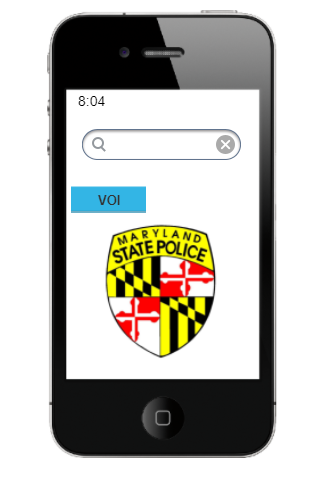 8:04
VOI
MARYLAND
STATE POLICE